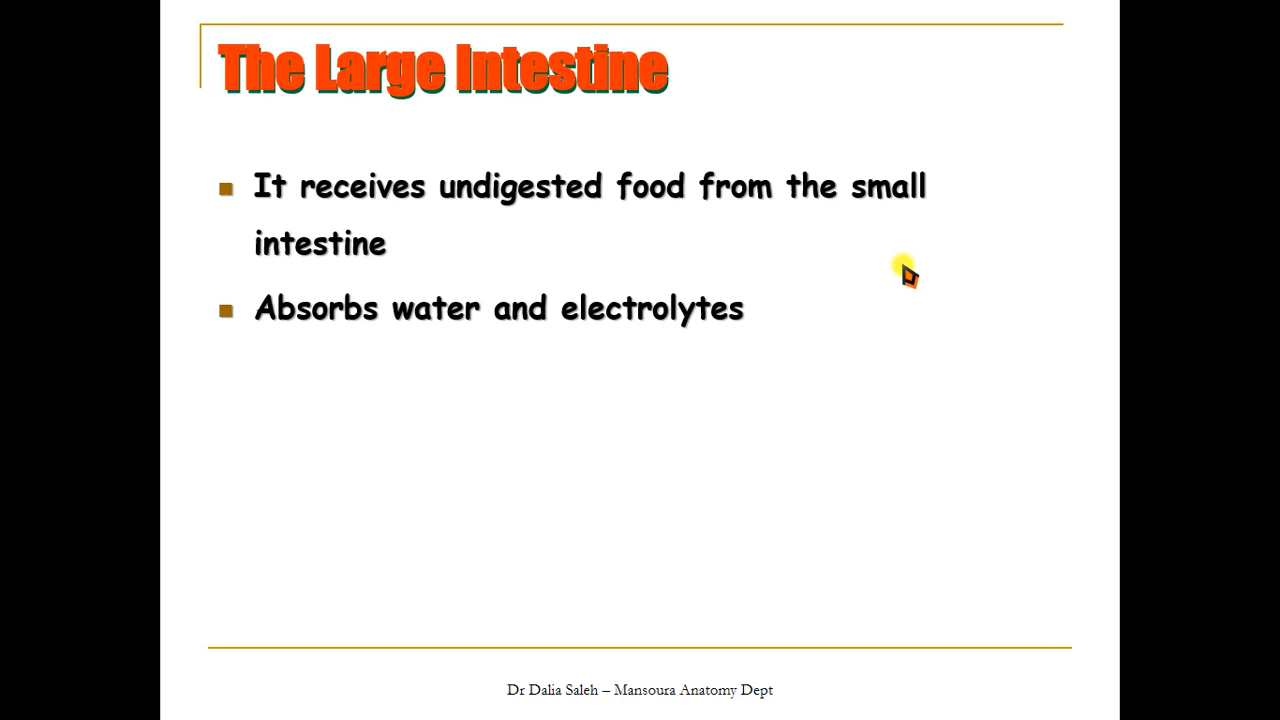 The Large Intestine
It receives undigested food from the small
intestine
Absorbs water and electrolytes
Dr Dalia Saleh – Mansoura Anatomy Dept